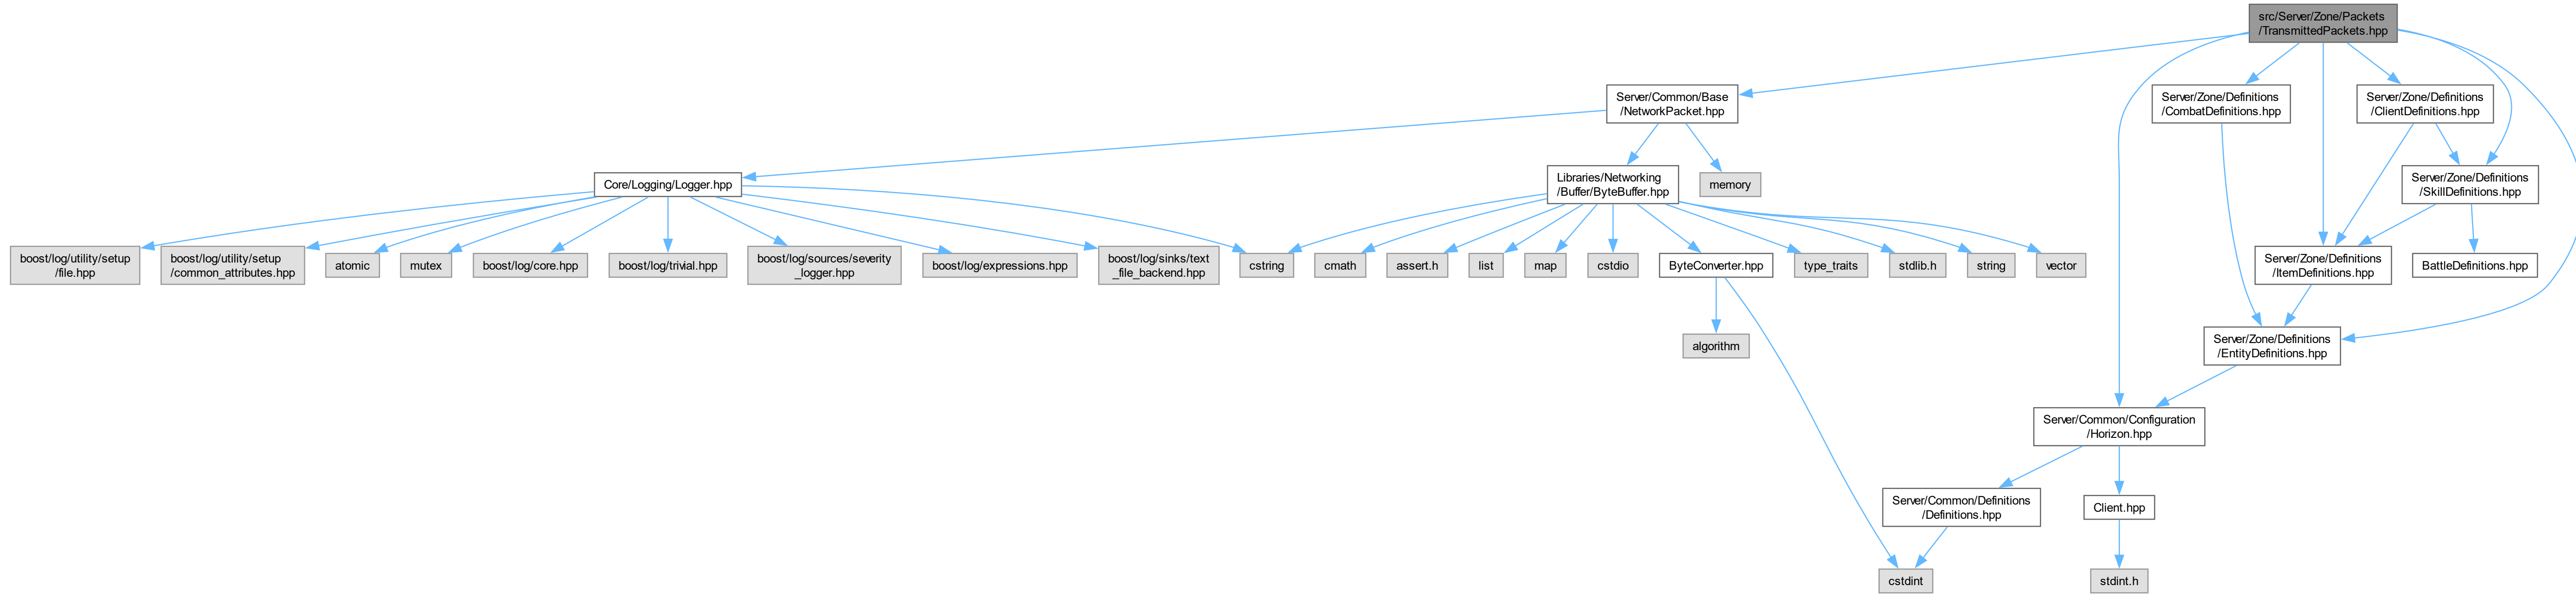 src/Server/Zone/Packets
/TransmittedPackets.hpp
Server/Common/Base
/NetworkPacket.hpp
Server/Zone/Definitions
/CombatDefinitions.hpp
Server/Zone/Definitions
/ClientDefinitions.hpp
Core/Logging/Logger.hpp
Libraries/Networking
/Buffer/ByteBuffer.hpp
memory
Server/Zone/Definitions
/SkillDefinitions.hpp
boost/log/utility/setup
/file.hpp
boost/log/utility/setup
/common_attributes.hpp
atomic
mutex
boost/log/core.hpp
boost/log/trivial.hpp
boost/log/sources/severity
_logger.hpp
boost/log/expressions.hpp
boost/log/sinks/text
_file_backend.hpp
cstring
cmath
assert.h
list
map
cstdio
ByteConverter.hpp
type_traits
stdlib.h
string
vector
Server/Zone/Definitions
/ItemDefinitions.hpp
BattleDefinitions.hpp
algorithm
Server/Zone/Definitions
/EntityDefinitions.hpp
Server/Common/Configuration
/Horizon.hpp
Server/Common/Definitions
/Definitions.hpp
Client.hpp
cstdint
stdint.h